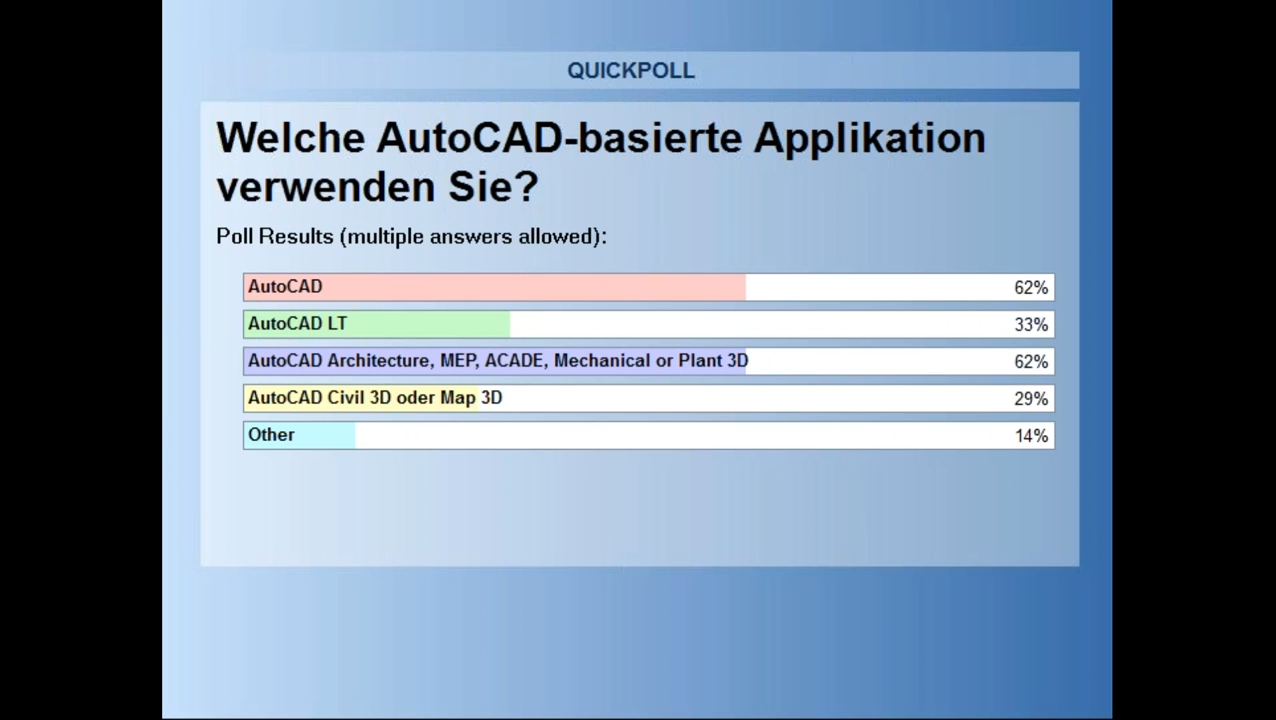 QUICKPOLL
Welche AutoCAD-basierte Applikation
verwenden Sie?
Poll Results (multiple answers allowed):
AutoCAD 62%
AutoCAD LT 33%
AutoCAD Architecture, MEP, ACADE, Mechanical or Plant 3D 62%
AutoCAD Civil 3D oder Map 3D 29%
Other 14%